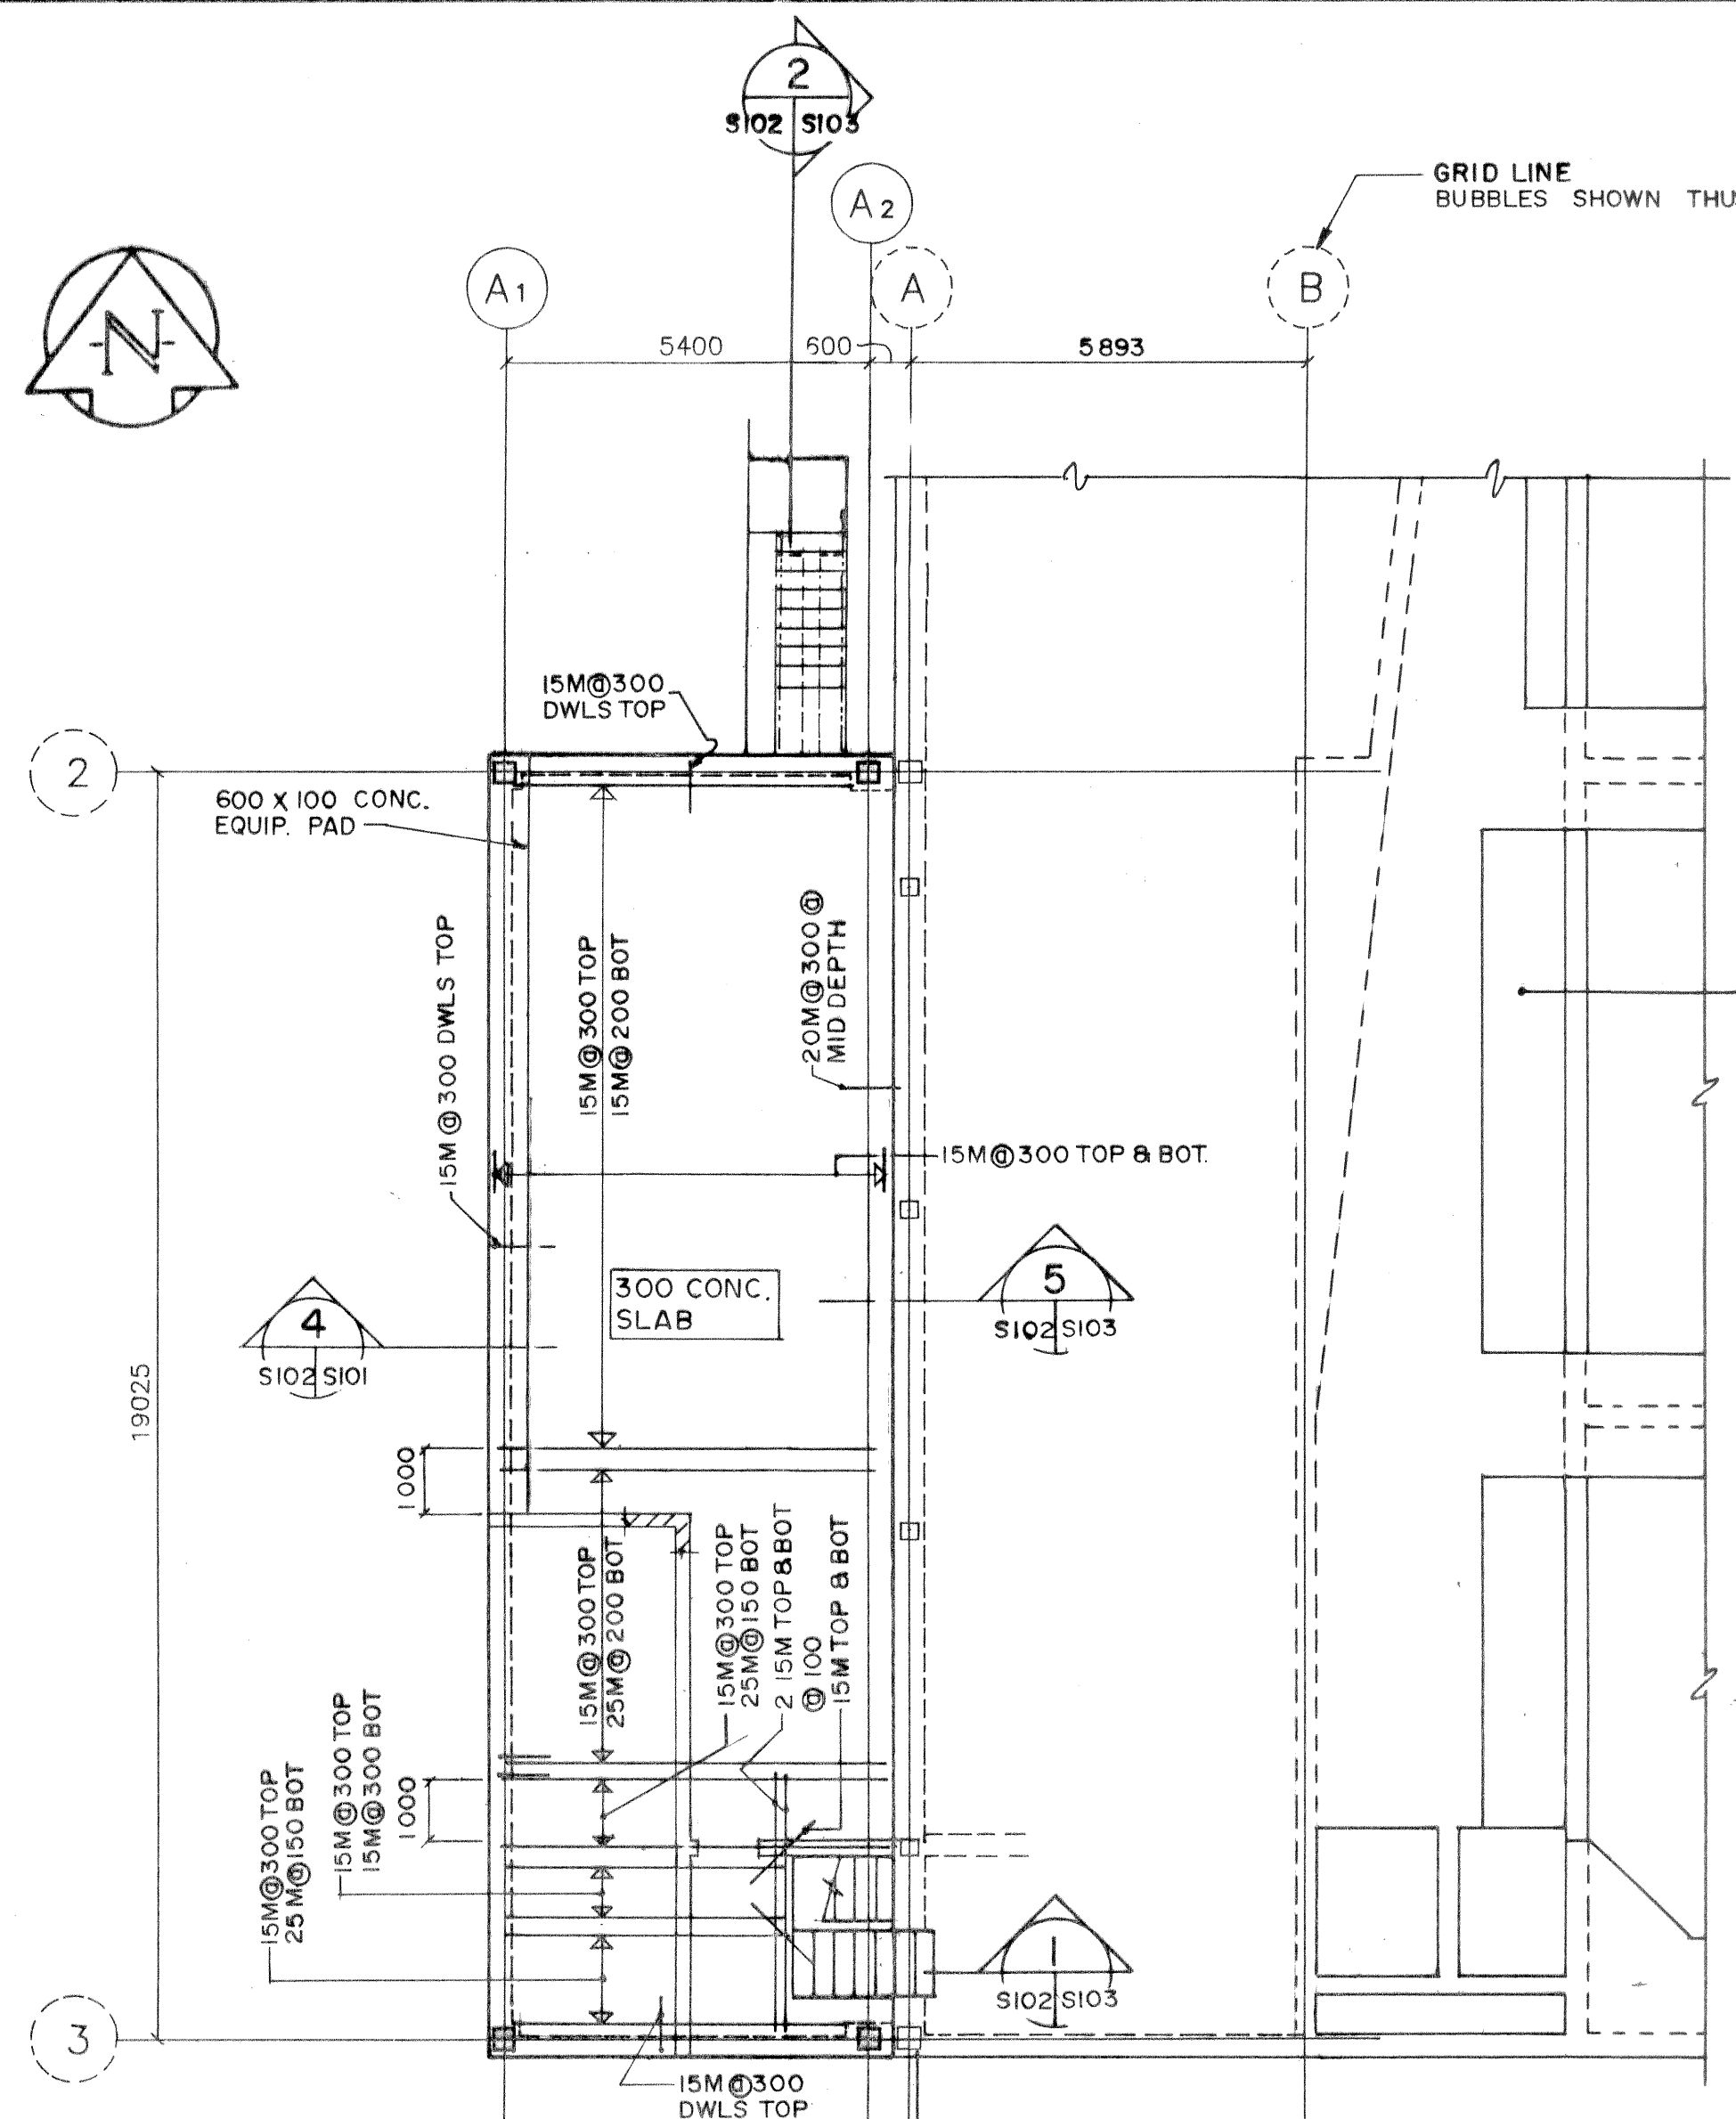 2
S102 S103
A2
GRID LINE
BUBBLES SHOWN
A1
A
B
N
5400
600
5893
15M@300
DWLS TOP
2
600 X 100 CONC.
EQUIP. PAD
15M@300 DWLS TOP
15M@300 TOP
15M@200 BOT
20M@300@
MID DEPTH
15M@300 TOP & BOT.
300 CONC.
SLAB
5
S102 S103
4
S102 S101
19025
1000
15M@300 TOP
25M@200 BOT
15M@300 TOP
25M@150 BOT
2 15M TOP & BOT
@100
15M TOP & BOT
15M@300 TOP
25M@150 BOT
15M@300 TOP
15M@300 BOT
1000
1
S102 S103
3
15M@300
DWLS TOP